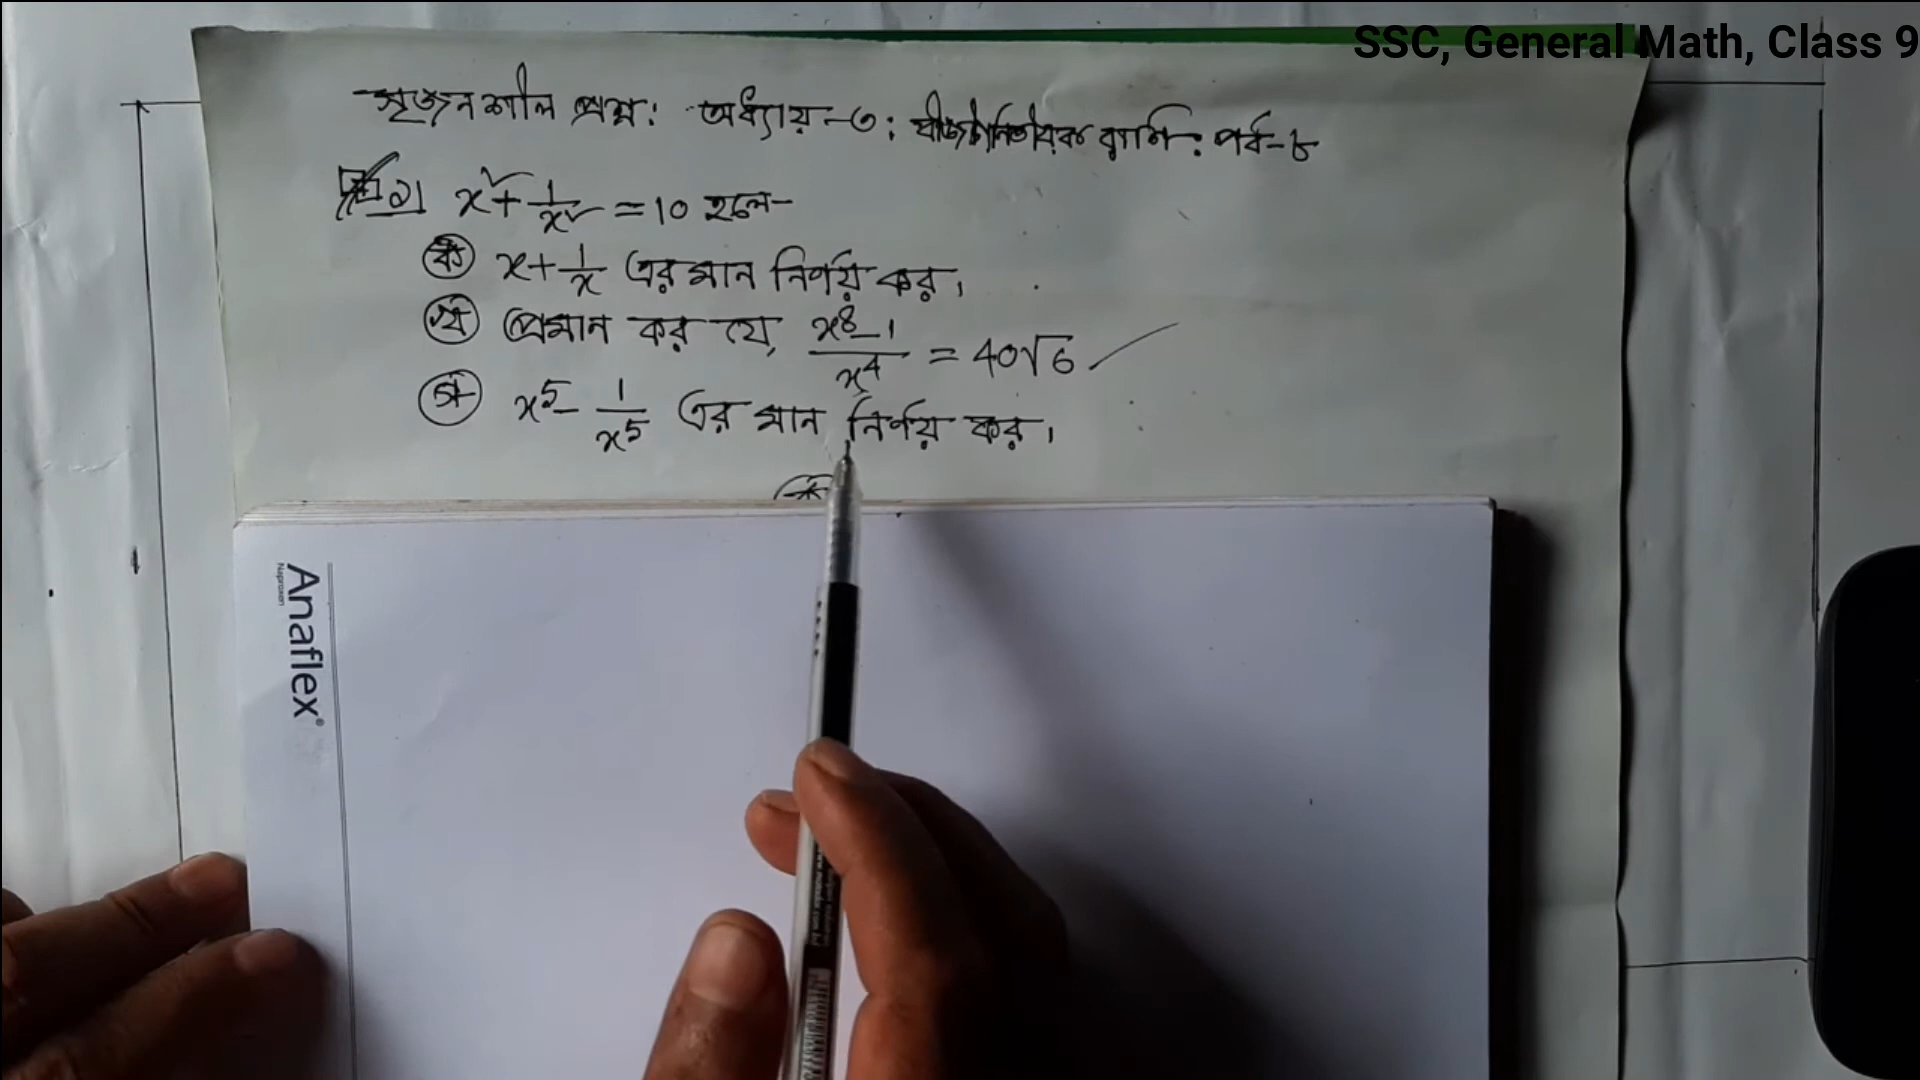 SSC, General Math, Class 9
সৃজনশীল প্রশ্ন: অধ্যায়-৩: বীজগানিতিক রাশি: পর্ব-৮
১। x² + 1/x² = 10 হলে-
ক x + 1/x এর মান নির্ণয় কর।
খ প্রমান কর যে, (x⁸-1)/x⁴ = 40√6
গ x⁵ - 1/x⁵ এর মান নির্ণয় কর।
Anaflex®
Naproxen